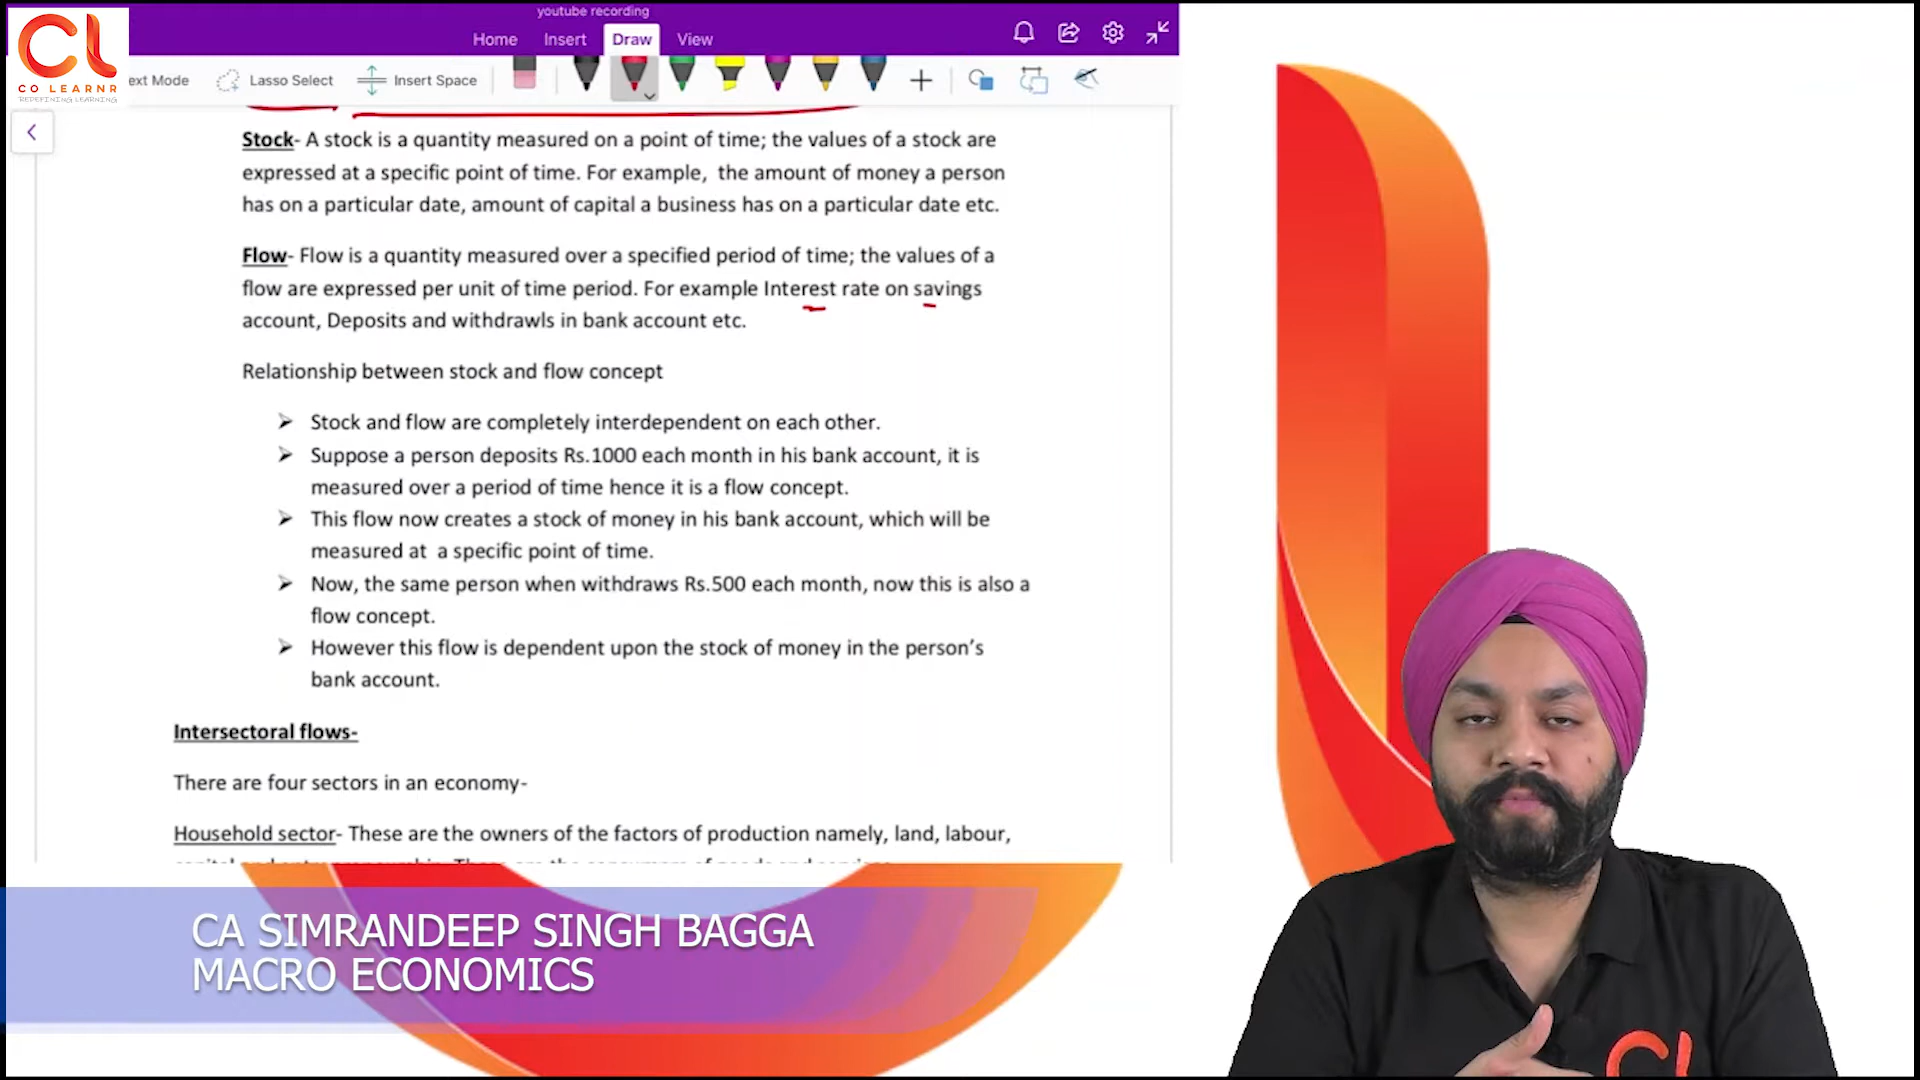 youtube recording
Home Insert Draw View
ext Mode Lasso Select Insert Space
CL
CO LEARNR
REDEFINING LEARNING
Stock- A stock is a quantity measured on a point of time; the values of a stock are
expressed at a specific point of time. For example, the amount of money a person
has on a particular date, amount of capital a business has on a particular date etc.
Flow- Flow is a quantity measured over a specified period of time; the values of a
flow are expressed per unit of time period. For example Interest rate on savings
account, Deposits and withdrawls in bank account etc.
Relationship between stock and flow concept
➢ Stock and flow are completely interdependent on each other.
➢ Suppose a person deposits Rs.1000 each month in his bank account, it is
measured over a period of time hence it is a flow concept.
➢ This flow now creates a stock of money in his bank account, which will be
measured at a specific point of time.
➢ Now, the same person when withdraws Rs.500 each month, now this is also a
flow concept.
➢ However this flow is dependent upon the stock of money in the person's
bank account.
Intersectoral flows-
There are four sectors in an economy-
Household sector- These are the owners of the factors of production namely, land, labour,
CA SIMRANDEEP SINGH BAGGA
MACRO ECONOMICS
CL